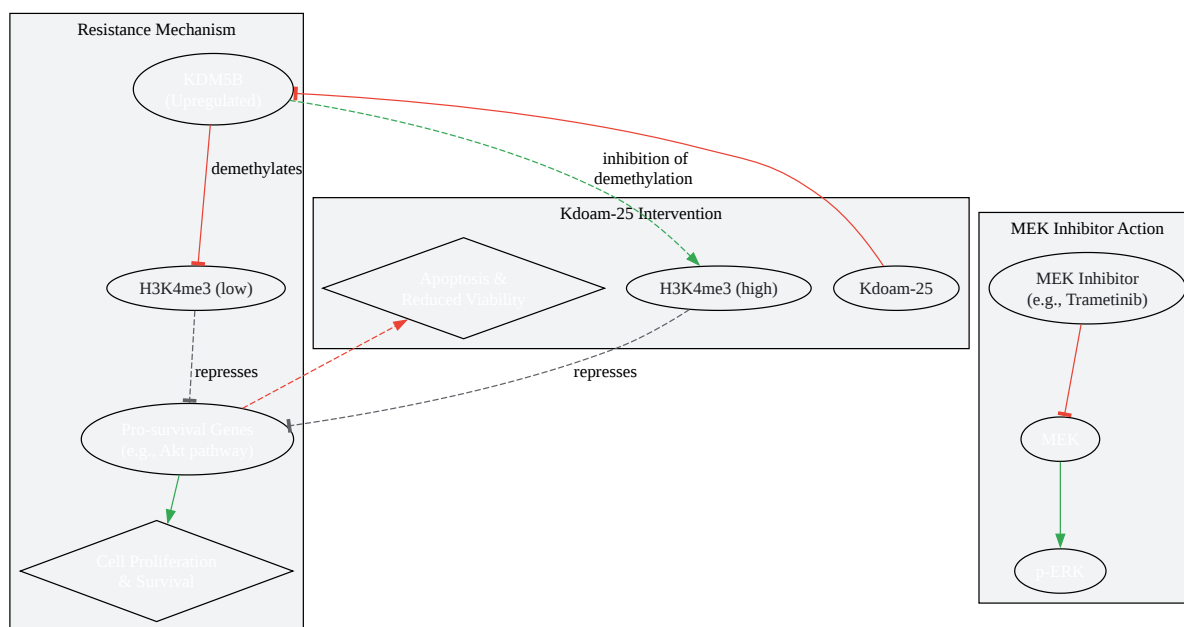 Resistance Mechanism
KDM5B
(Upregulated)
demethylates
H3K4me3 (low)
represses
Pro-survival Genes
(e.g., Akt pathway)
Cell Proliferation
& Survival
inhibition of
demethylation
Kdoam-25 Intervention
Apoptosis &
Reduced Viability
H3K4me3 (high)
Kdoam-25
represses
MEK Inhibitor Action
MEK Inhibitor
(e.g., Trametinib)
MEK
p-ERK